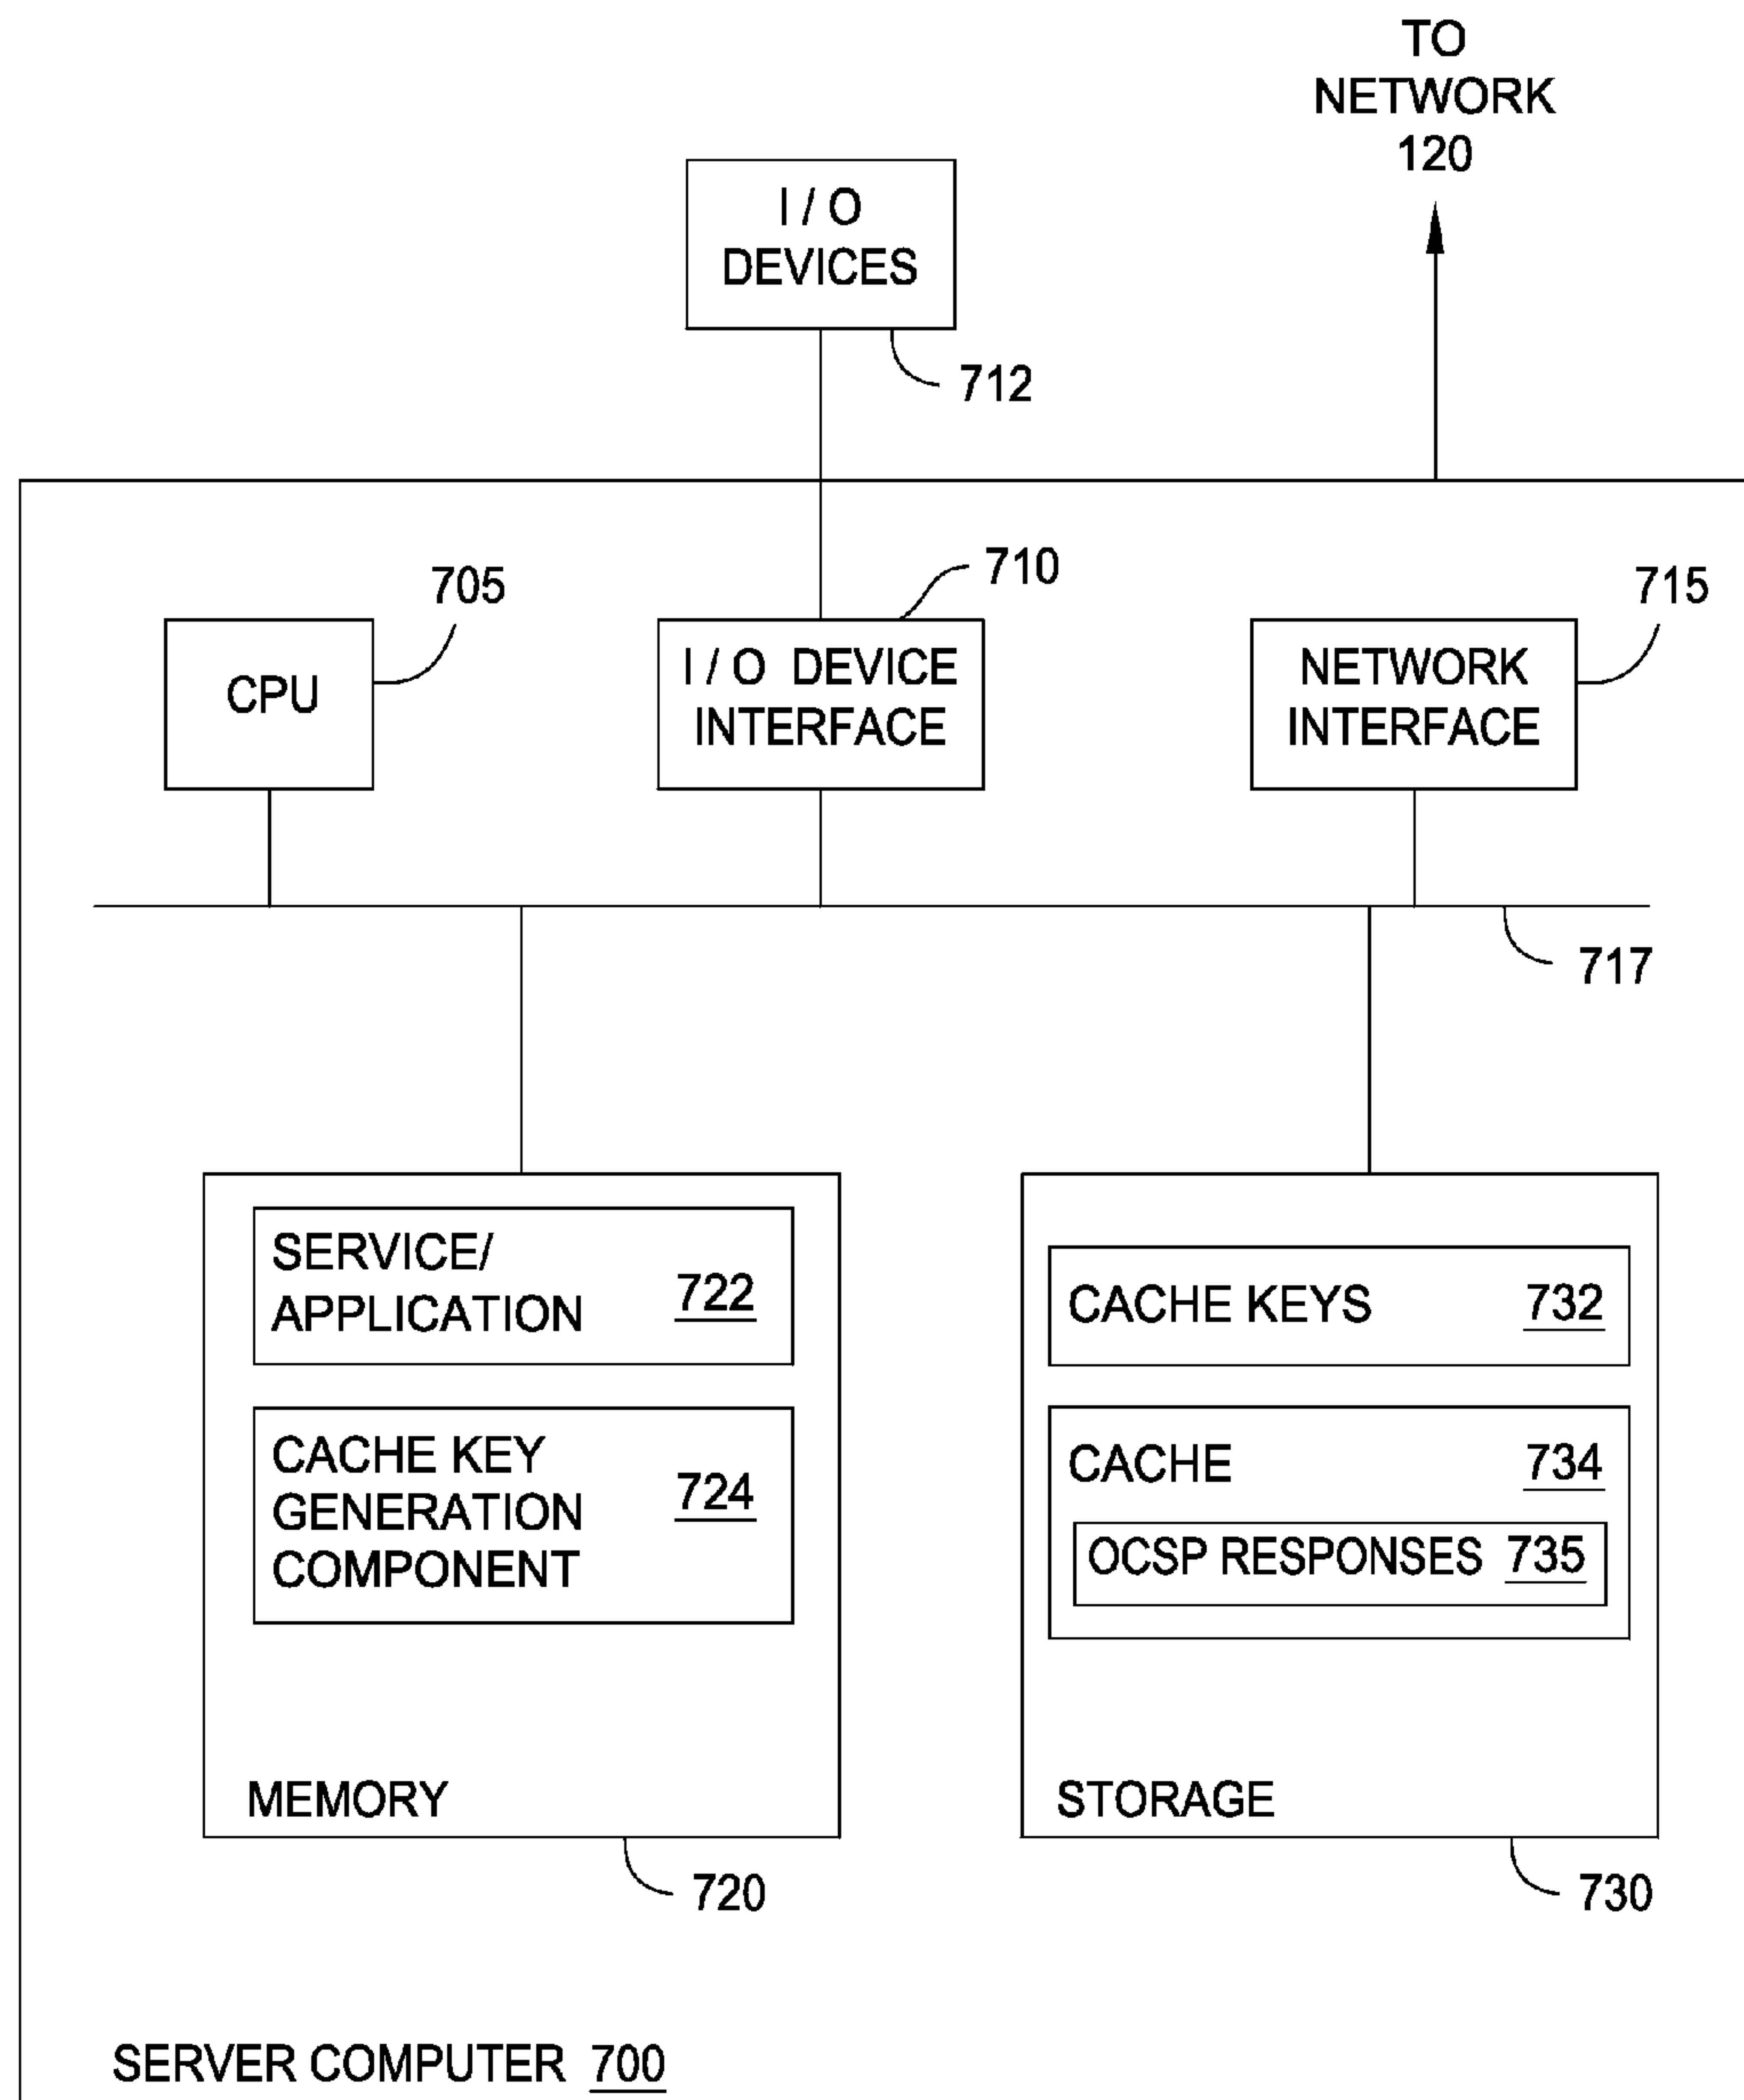 TO
NETWORK
120
I / O
DEVICES
712
705
710
715
CPU
I / O DEVICE
INTERFACE
NETWORK
INTERFACE
717
SERVICE/
APPLICATION
722
CACHE KEY
GENERATION
COMPONENT
724
MEMORY
720
CACHE KEYS 732
CACHE 734
OCSP RESPONSES 735
STORAGE
730
SERVER COMPUTER 700